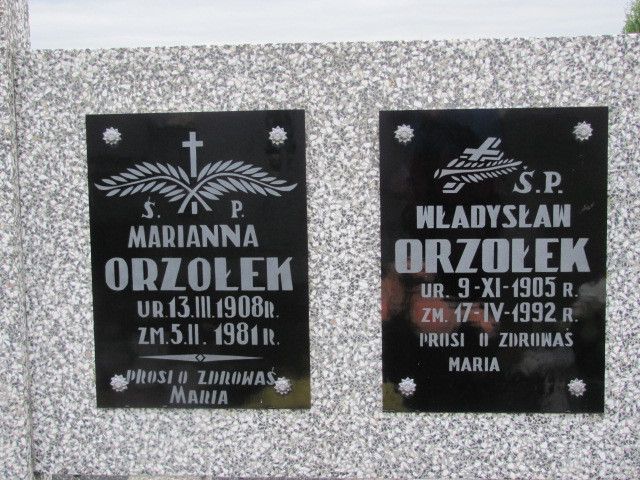 Ś. P.
MARIANNA
ORZOŁEK
UR. 13.III.1908 R.
ZM. 5.II. 1981 R.
PROSI O ZDROWAŚ
MARIA
Ś.P.
WŁADYSŁAW
ORZOŁEK
UR. 9-XI-1905 R.
ZM. 17-IV-1992 R.
PROSI O ZDROWAŚ
MARIA